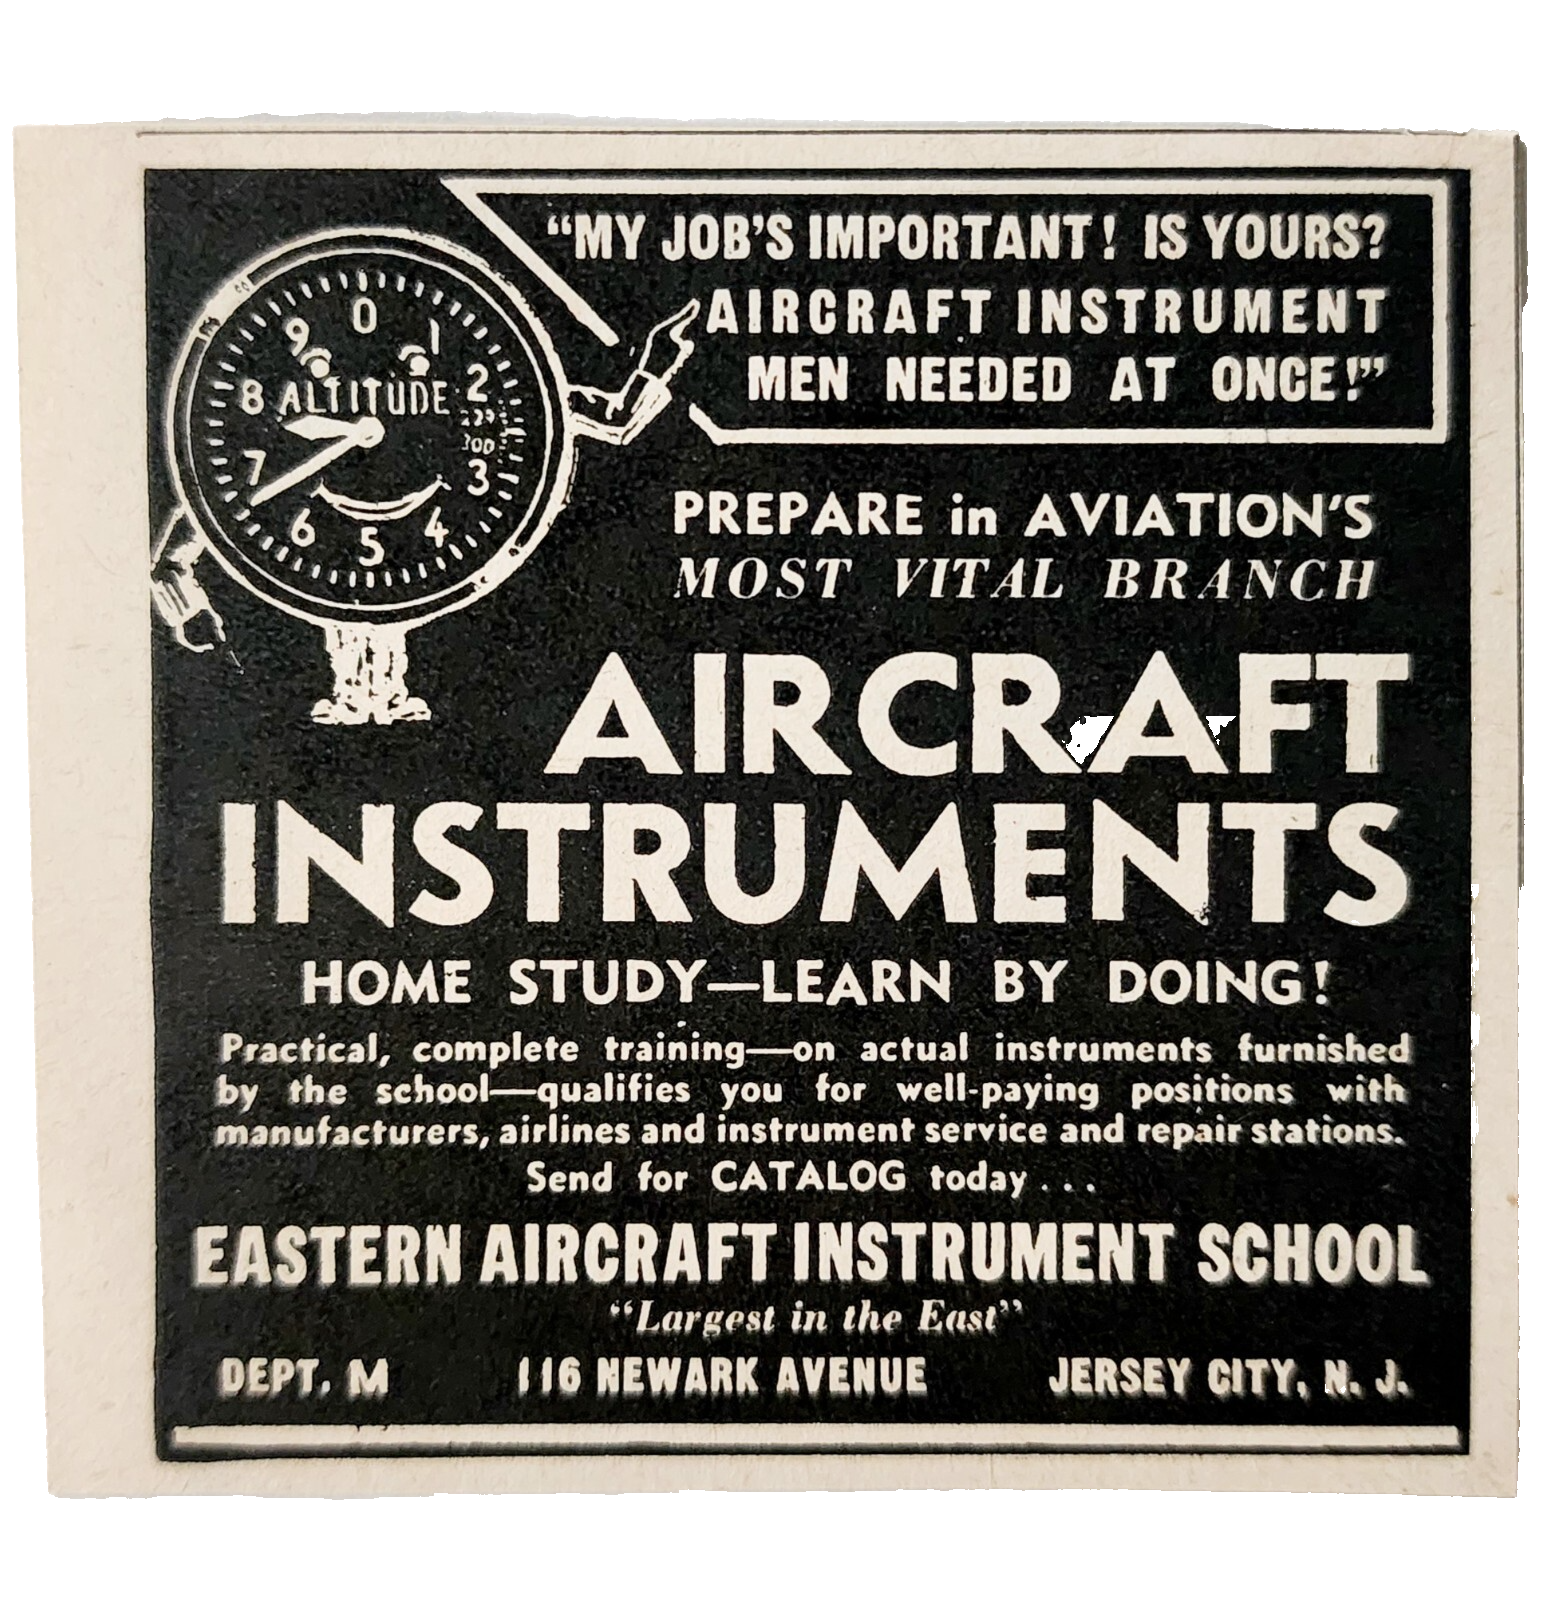 "MY JOB'S IMPORTANT! IS YOURS?
AIRCRAFT INSTRUMENT
MEN NEEDED AT ONCE!"
0
9 1
8 ALTITUDE 2
7 3
6 4
5
PREPARE in AVIATION'S
MOST VITAL BRANCH
AIRCRAFT
INSTRUMENTS
HOME STUDY—LEARN BY DOING!
Practical, complete training—on actual instruments furnished
by the school—qualifies you for well-paying positions with
manufacturers, airlines and instrument service and repair stations.
Send for CATALOG today . . .
EASTERN AIRCRAFT INSTRUMENT SCHOOL
"Largest in the East"
DEPT. M 116 NEWARK AVENUE JERSEY CITY, N. J.